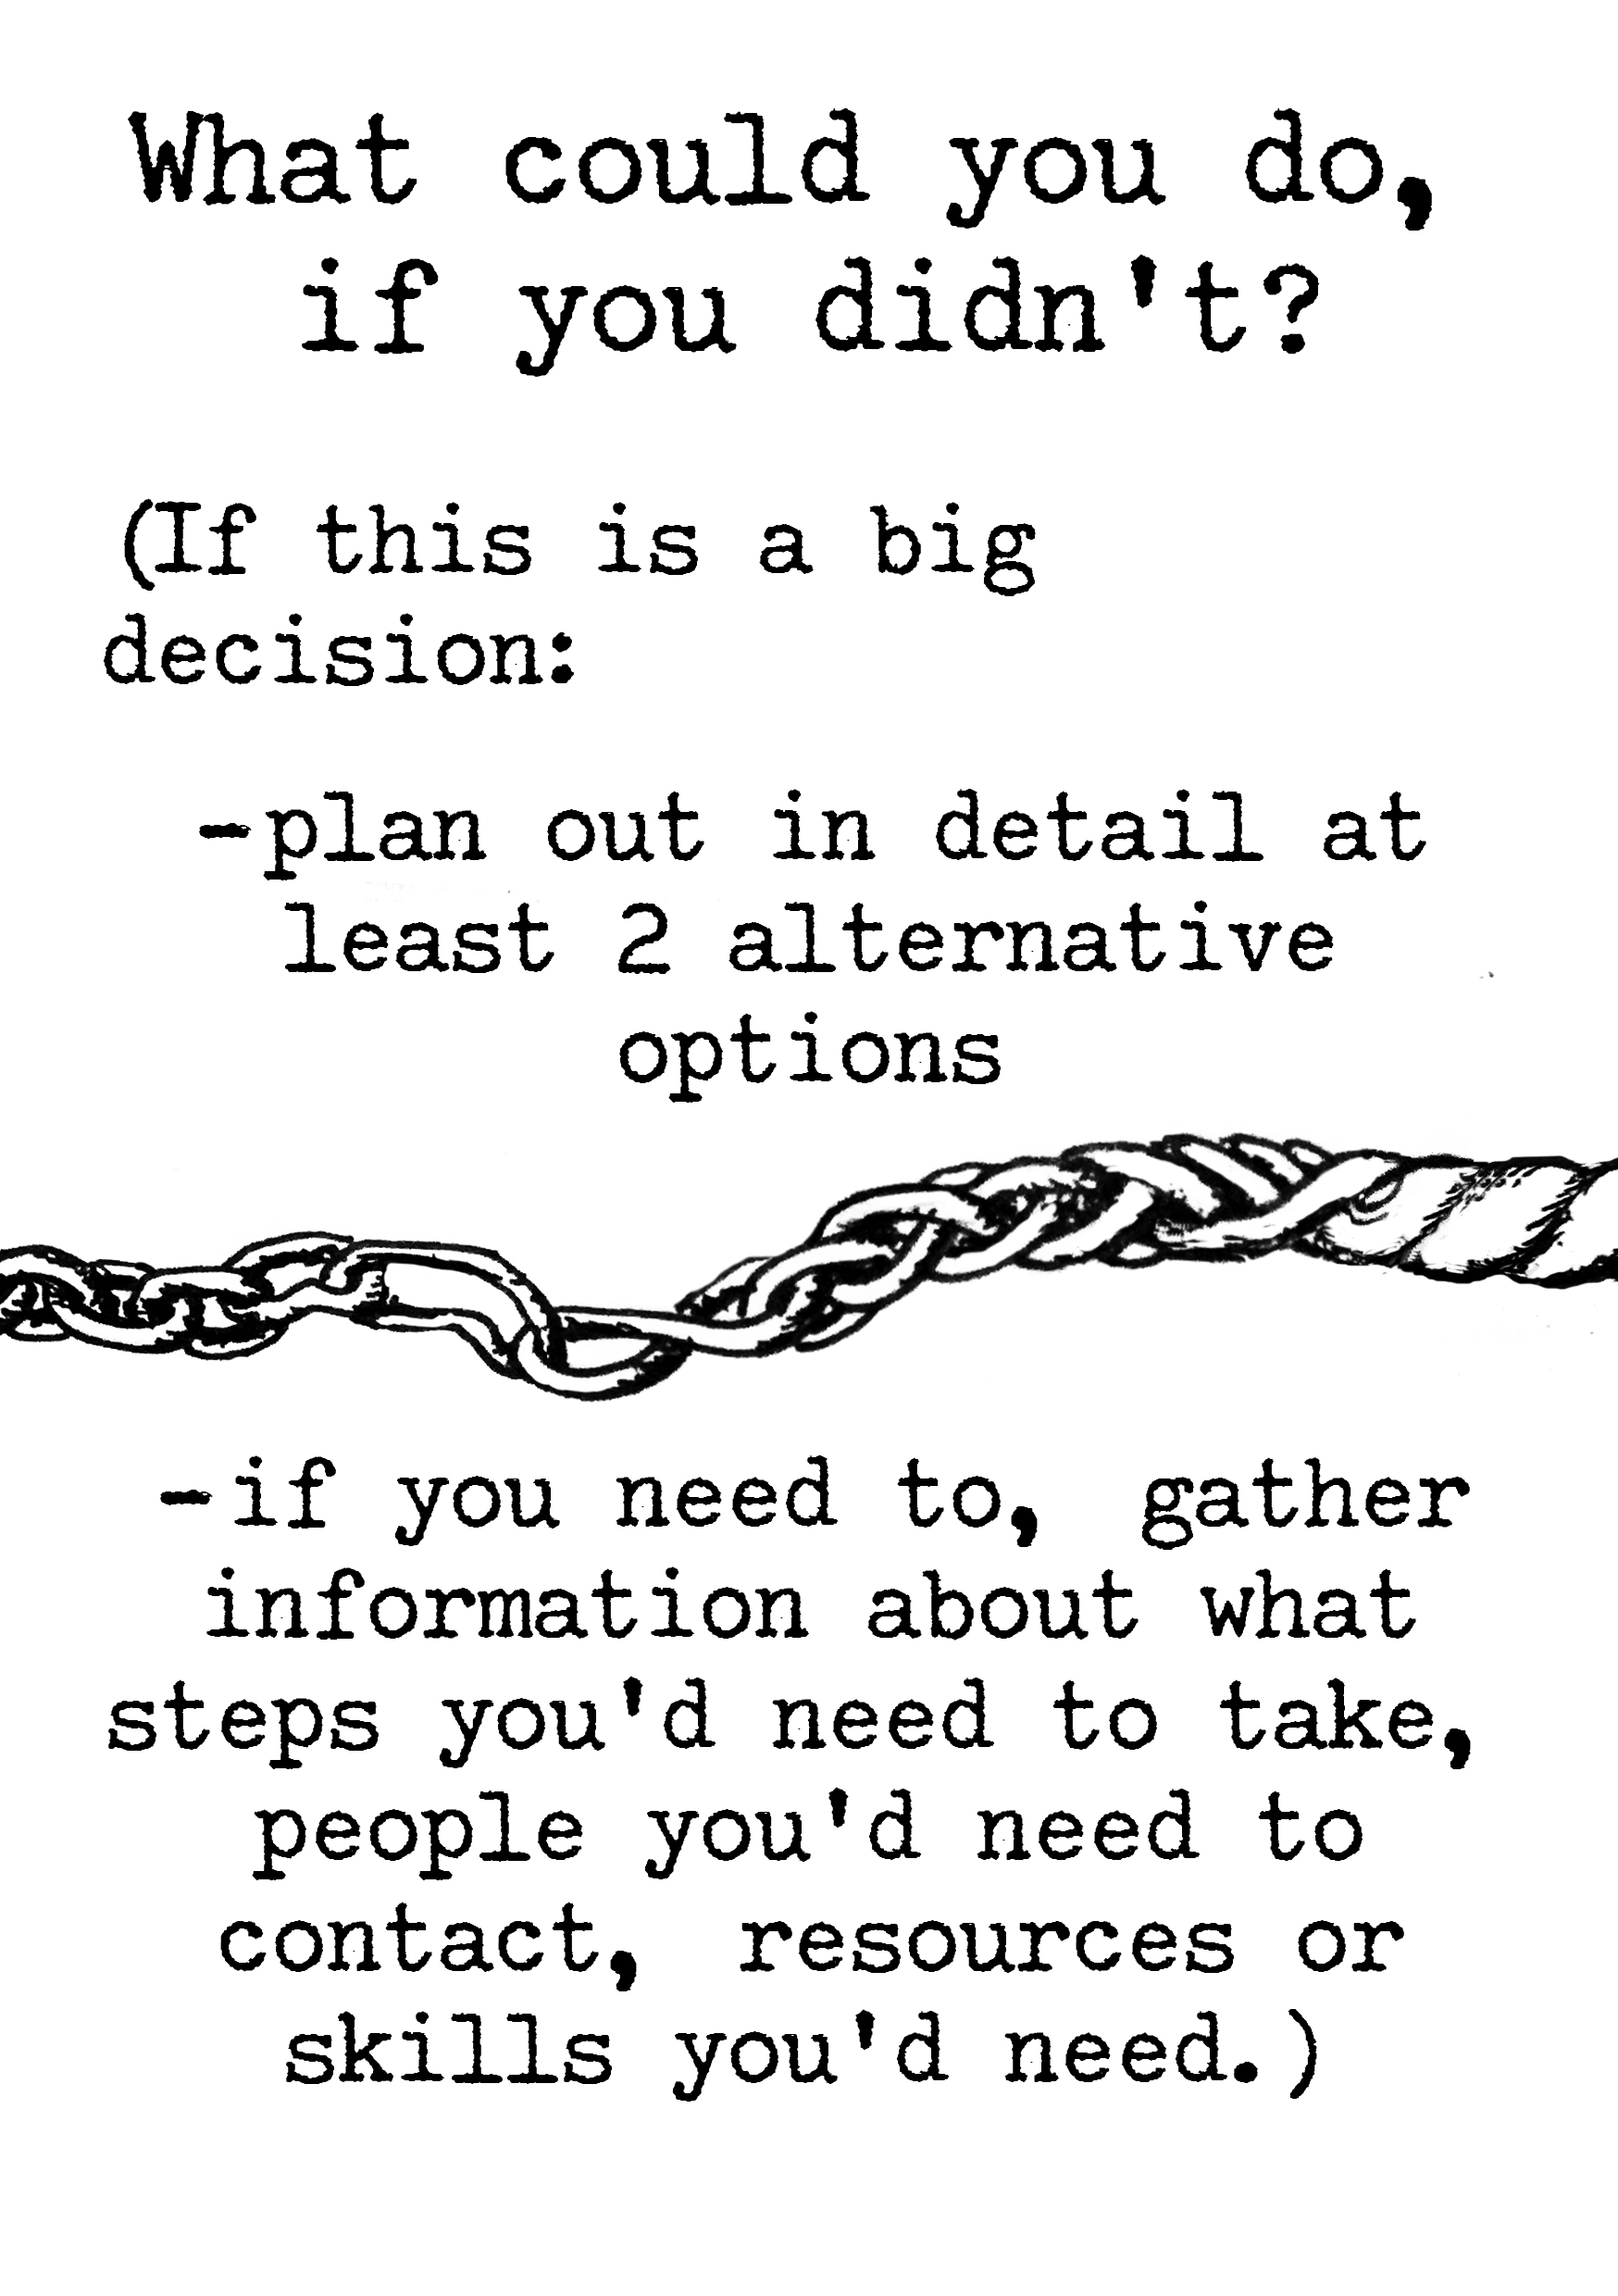 What could you do,
if you didn't?
(If this is a big
decision:
-plan out in detail at
least 2 alternative
options
-if you need to, gather
information about what
steps you'd need to take,
people you'd need to
contact, resources or
skills you'd need.)